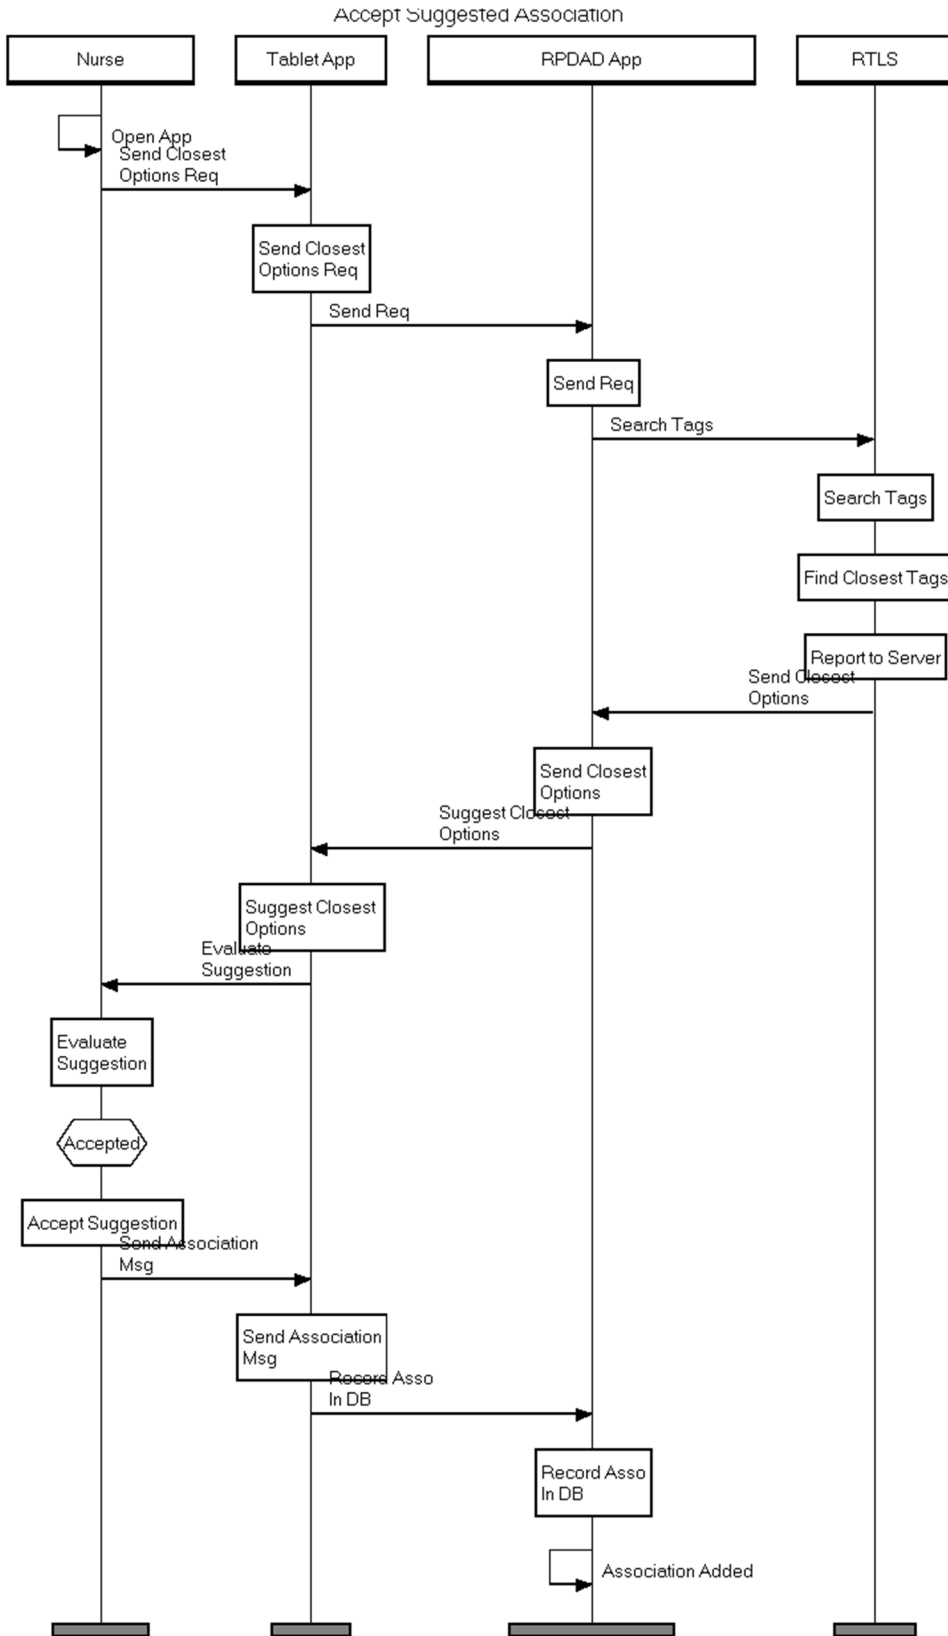 Accept Suggested Association
Nurse
Tablet App
RPDAD App
RTLS
Open App
Send Closest
Options Req
Send Closest
Options Req
Send Req
Send Req
Search Tags
Search Tags
Find Closest Tags
Report to Server
Send Closest
Options
Send Closest
Options
Suggest Closest
Options
Suggest Closest
Options
Evaluate
Suggestion
Evaluate
Suggestion
Accepted
Accept Suggestion
Send Association
Msg
Send Association
Msg
Record Asso
In DB
Record Asso
In DB
Association Added